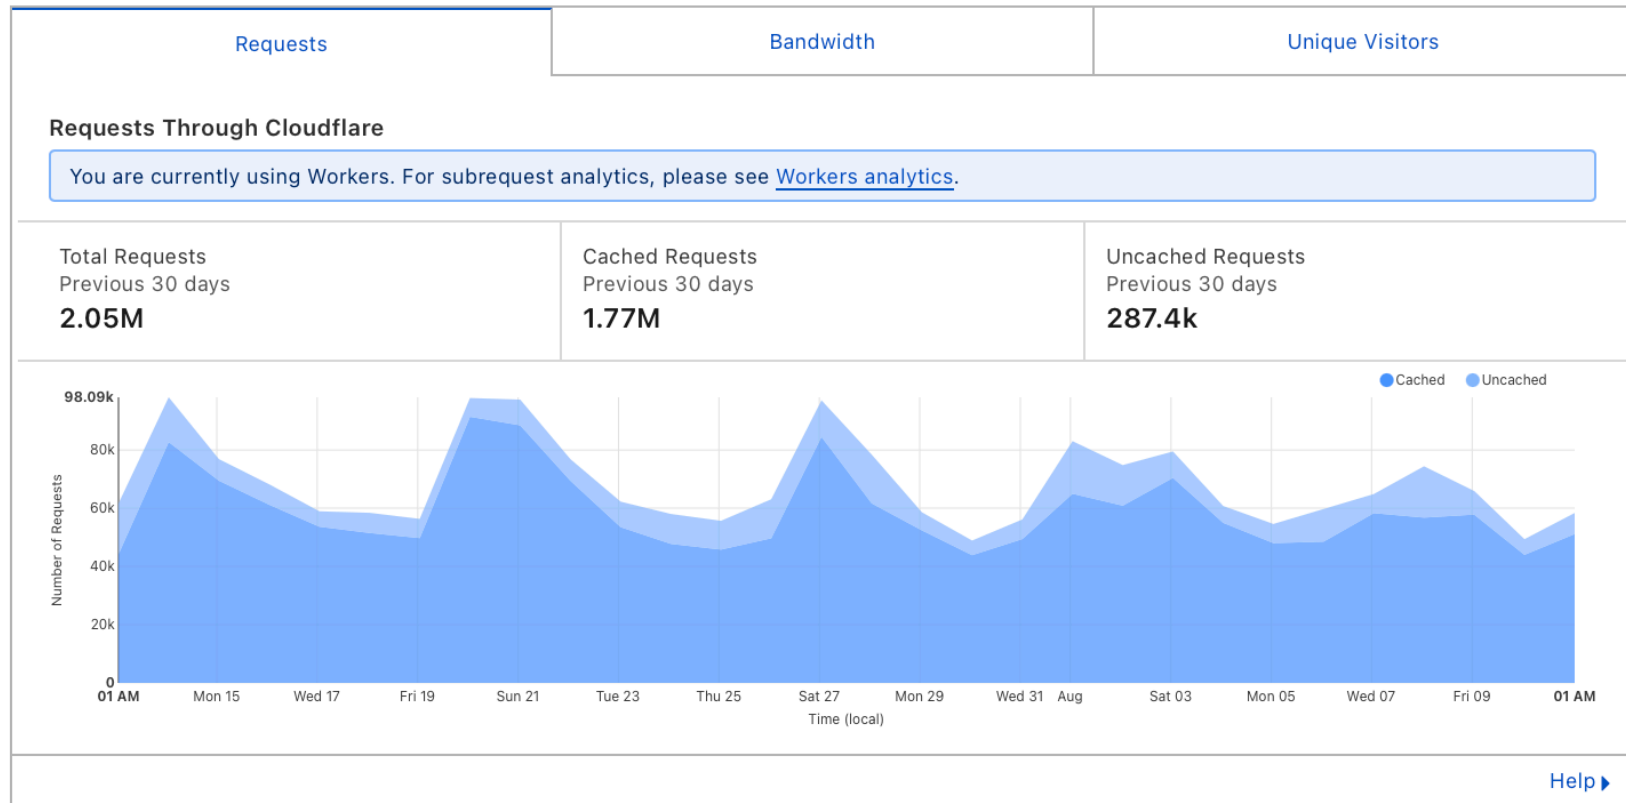 Requests
Bandwidth
Unique Visitors
Requests Through Cloudflare
You are currently using Workers. For subrequest analytics, please see Workers analytics.
Total Requests
Previous 30 days
2.05M
Cached Requests
Previous 30 days
1.77M
Uncached Requests
Previous 30 days
287.4k
Cached
Uncached
98.09k
80k
60k
40k
20k
0
Number of Requests
01 AM
Mon 15
Wed 17
Fri 19
Sun 21
Tue 23
Thu 25
Sat 27
Mon 29
Wed 31
Aug
Sat 03
Mon 05
Wed 07
Fri 09
01 AM
Time (local)
Help